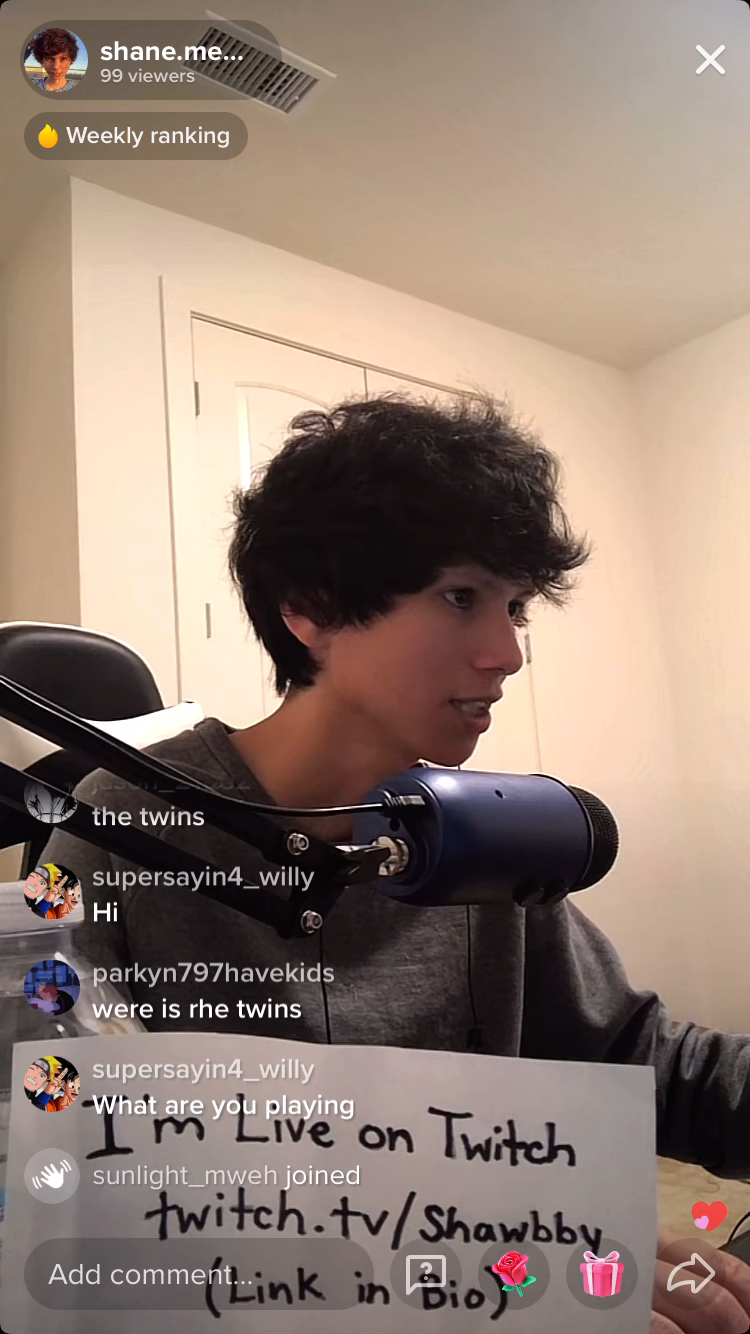 shane.me...
99 viewers
Weekly ranking
the twins
supersayin4_willy
Hi
parkyn797havekids
were is rhe twins
supersayin4_willy
What are you playing
I'm Live on Twitch
sunlight_mweh joined
twitch.tv/Shawbby
Add comment...
(Link in Bio)